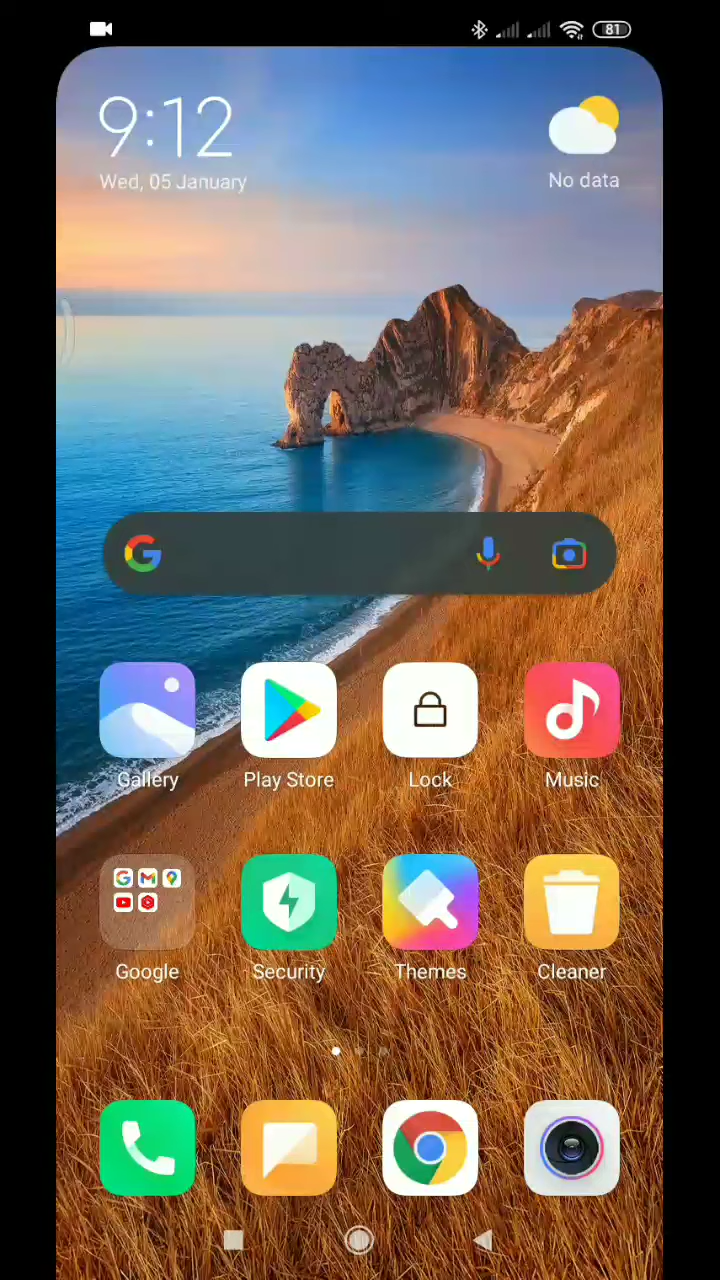 81
9:12
Wed, 05 January
No data
Gallery
Play Store
Lock
Music
Google
Security
Themes
Cleaner